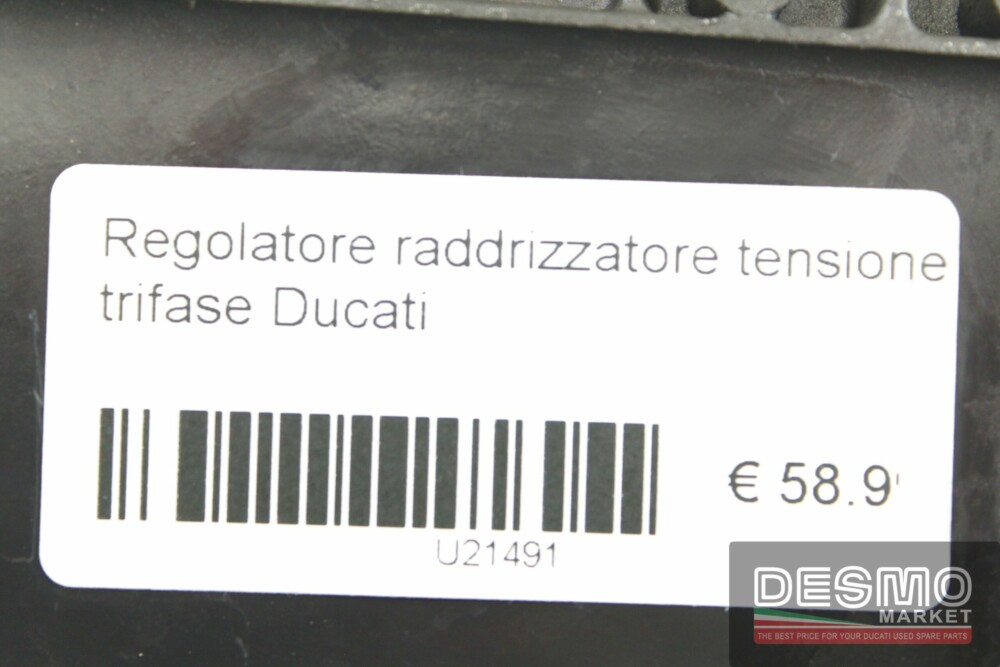 Regolatore raddrizzatore tensione
trifase Ducati
€ 58.9
U21491
DESMO
MARKET
THE BEST PRICE FOR YOUR DUCATI USED SPARE PARTS